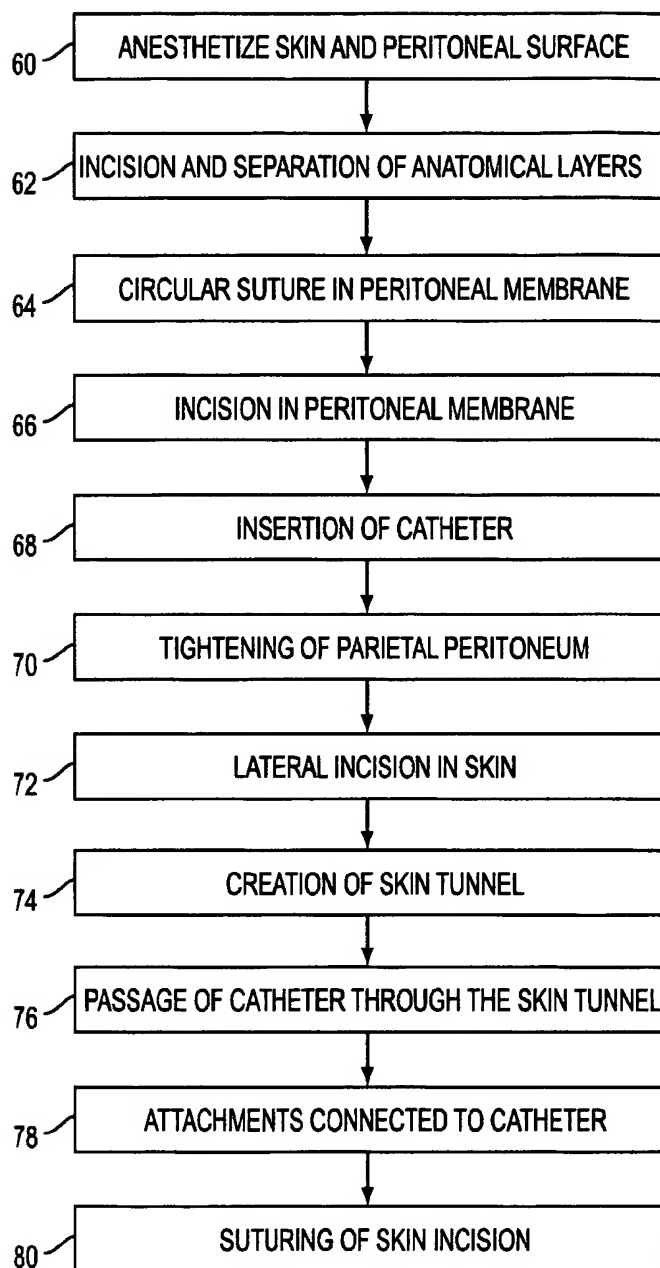 60 ANESTHETIZE SKIN AND PERITONEAL SURFACE
62 INCISION AND SEPARATION OF ANATOMICAL LAYERS
64 CIRCULAR SUTURE IN PERITONEAL MEMBRANE
66 INCISION IN PERITONEAL MEMBRANE
68 INSERTION OF CATHETER
70 TIGHTENING OF PARIETAL PERITONEUM
72 LATERAL INCISION IN SKIN
74 CREATION OF SKIN TUNNEL
76 PASSAGE OF CATHETER THROUGH THE SKIN TUNNEL
78 ATTACHMENTS CONNECTED TO CATHETER
80 SUTURING OF SKIN INCISION